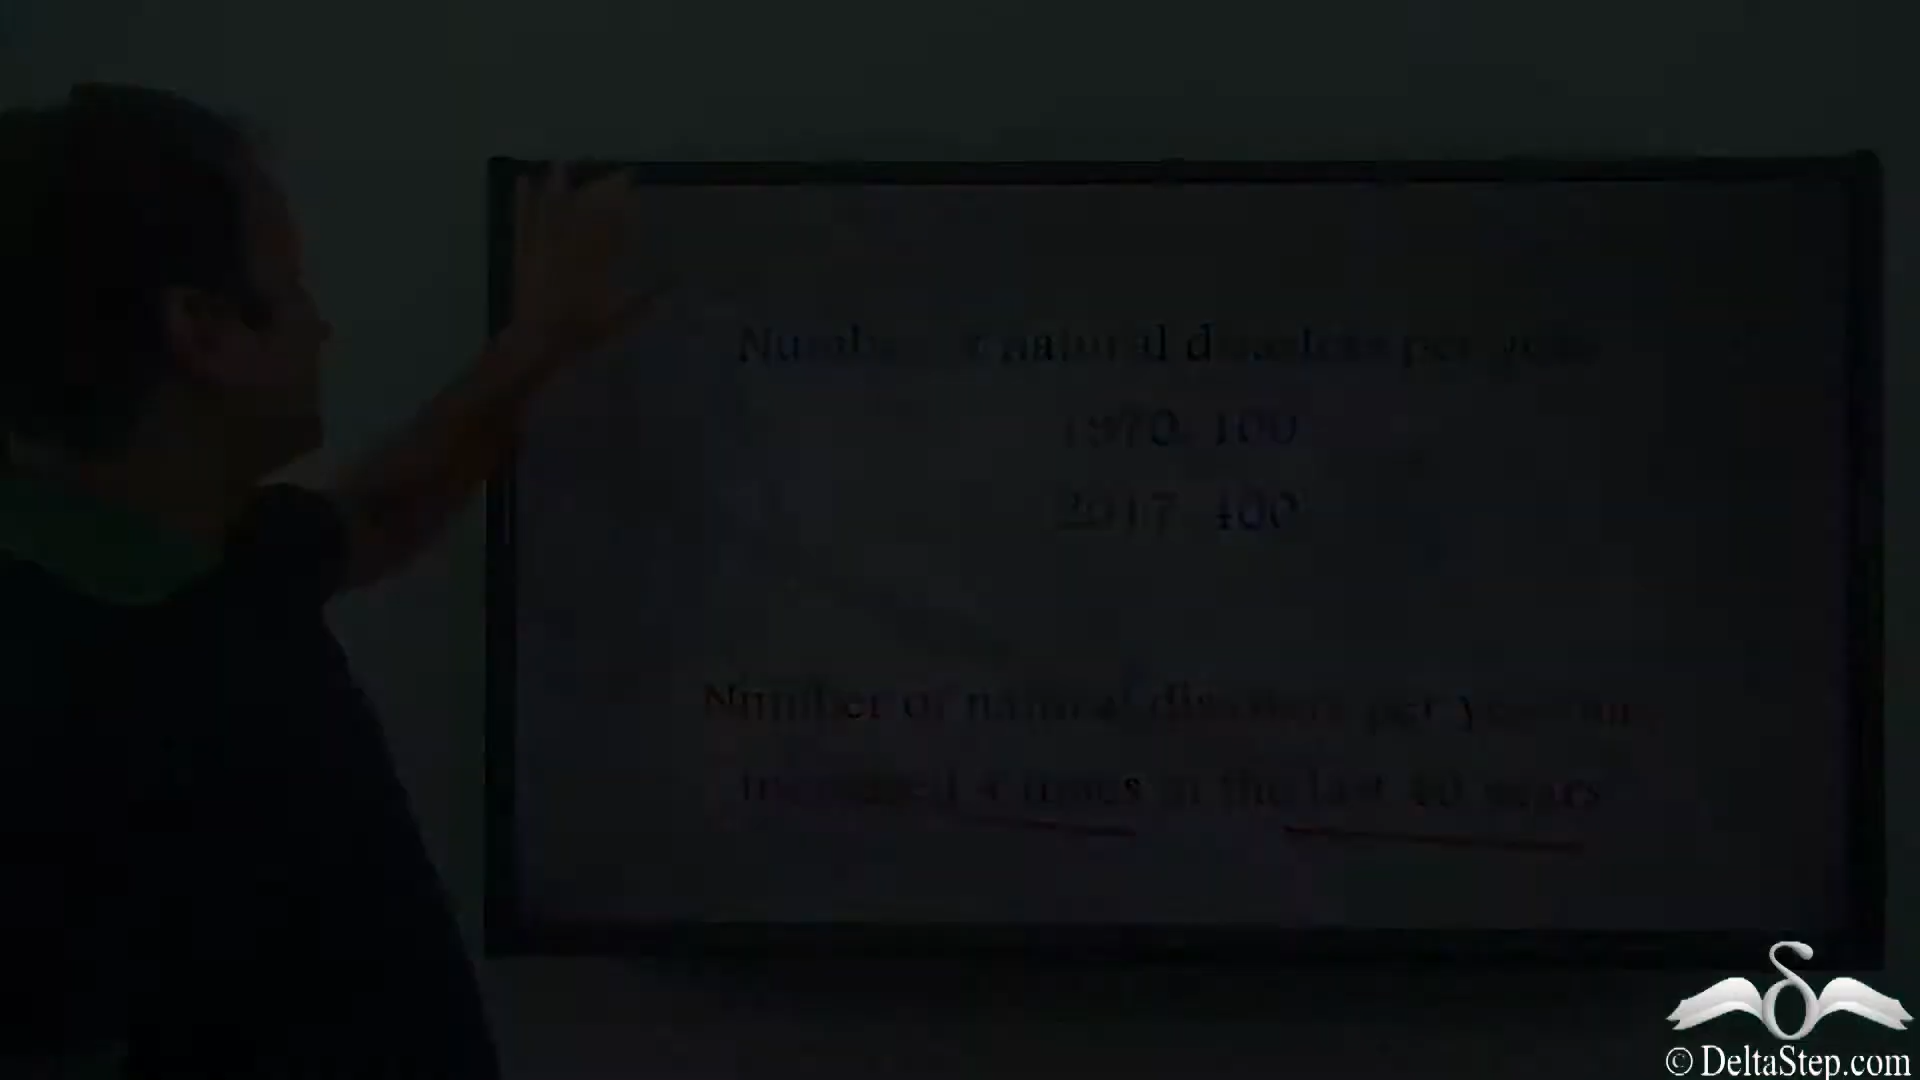 Number of natural disasters per year
1970 100
2017 400
Number of natural disasters per year
increased 4 times in the last 40 years
© DeltaStep.com